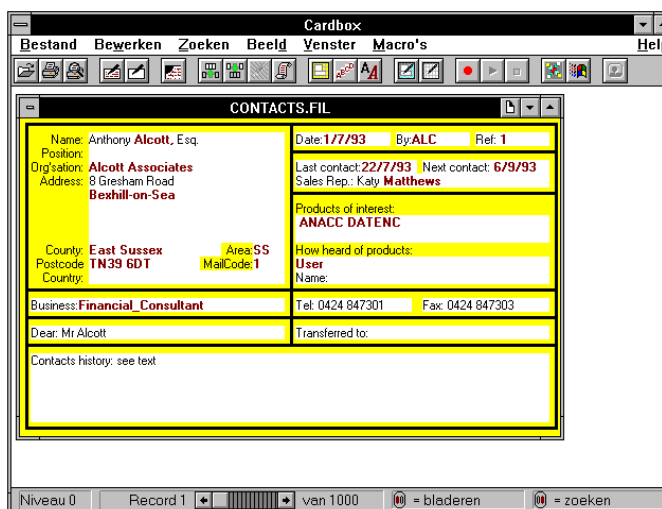 Cardbox
Bestand Bewerken Zoeken Beeld Venster Macro's Help
CONTACTS.FIL
Name: Anthony Alcott, Esq.
Position:
Org'sation: Alcott Associates
Address: 8 Gresham Road
Bexhill-on-Sea
County: East Sussex Area:SS
Postcode TN39 6DT MailCode:1
Country:
Date:1/7/93 By:ALC Ref: 1
Last contact:22/7/93 Next contact: 6/9/93
Sales Rep.: Katy Matthews
Products of interest:
ANACC DATENC
How heard of products:
User
Name:
Business:Financial_Consultant
Tel: 0424 847301 Fax: 0424 847303
Dear: Mr Alcott
Transferred to:
Contacts history: see text
Niveau 0 Record 1 van 1000 = bladeren = zoeken